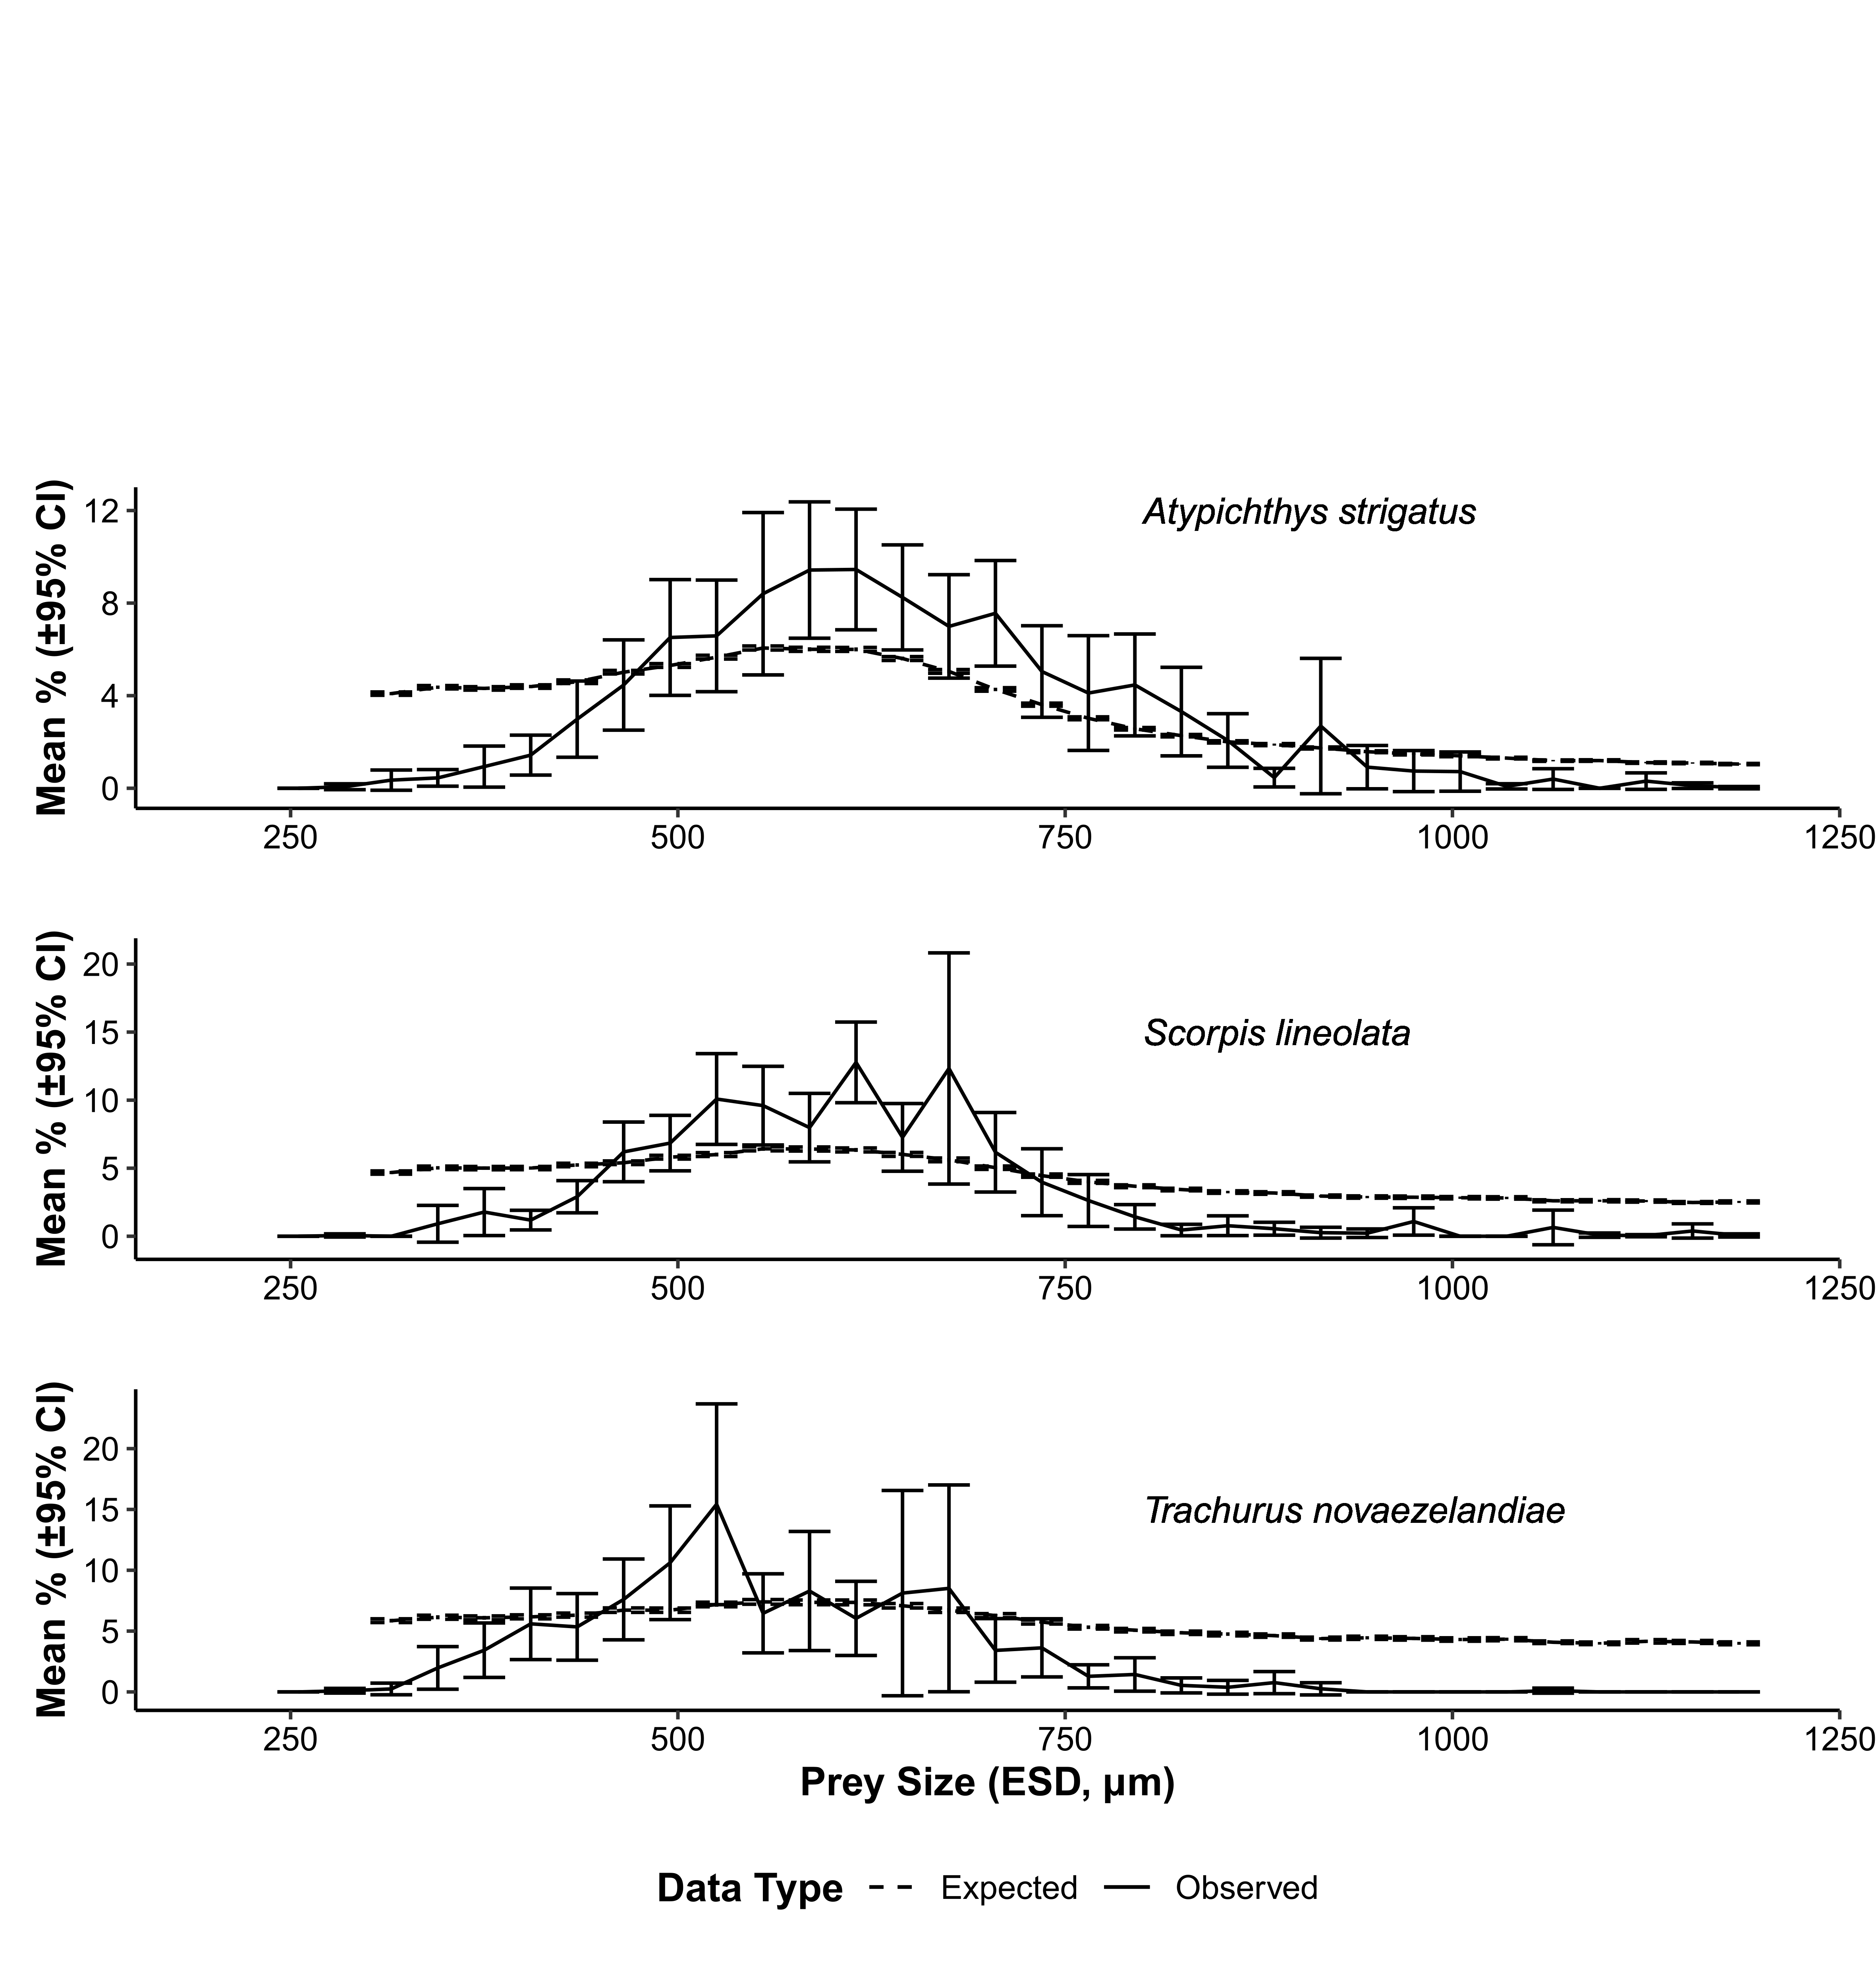 Mean % (±95% CI)
12
8
4
0
Atypichthys strigatus
250 500 750 1000 1250
Mean % (±95% CI)
20
15
10
5
0
Scorpis lineolata
250 500 750 1000 1250
Mean % (±95% CI)
20
15
10
5
0
Trachurus novaezelandiae
250 500 750 1000 1250
Prey Size (ESD, µm)
Data Type Expected Observed